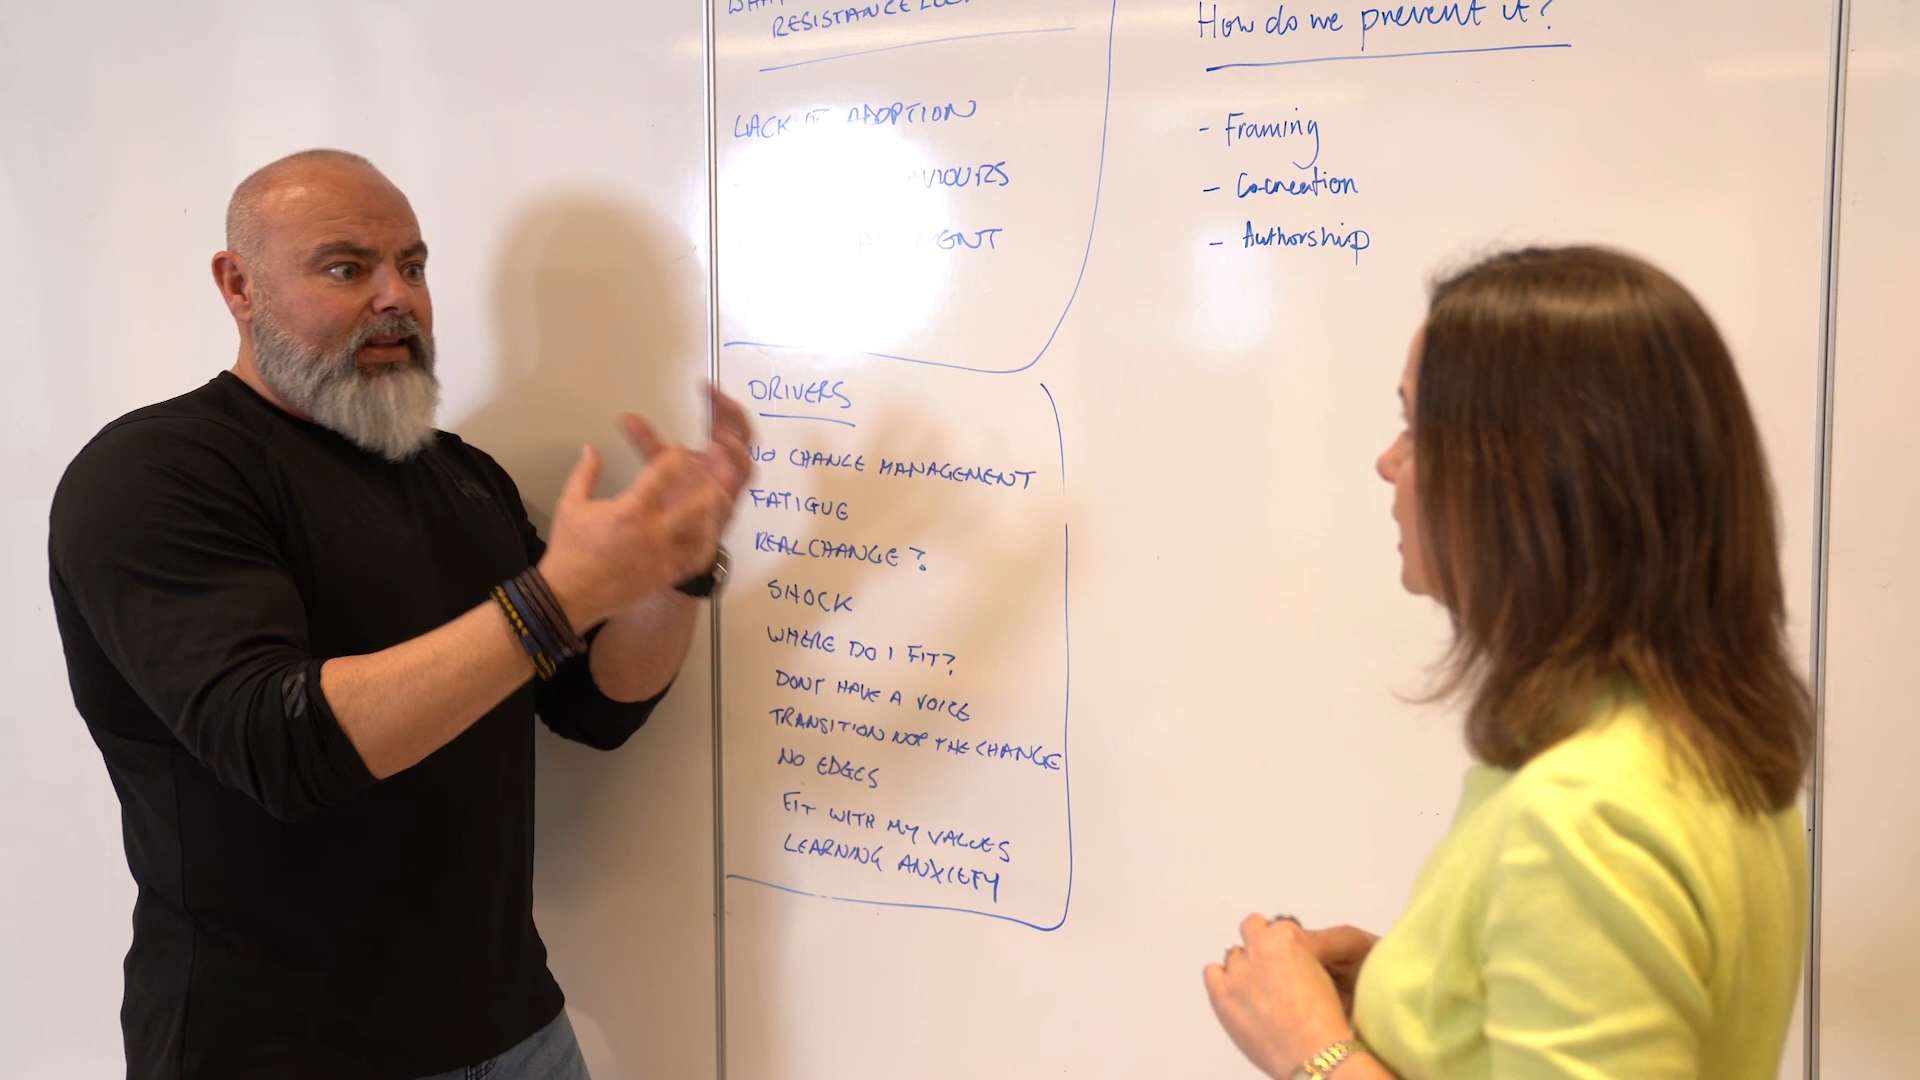 RESISTANCE
LACK OF ADOPTION
DRIVERS
NO CHANGE MANAGEMENT
FATIGUE
REAL CHANGE?
SHOCK
WHERE DO I FIT?
DONT HAVE A VOICE
TRANSITION NOT THE CHANGE
NO EDGES
FIT WITH MY VALUES
LEARNING ANXIETY
How do we prevent it?
- Framing
- Co-creation
- Authorship